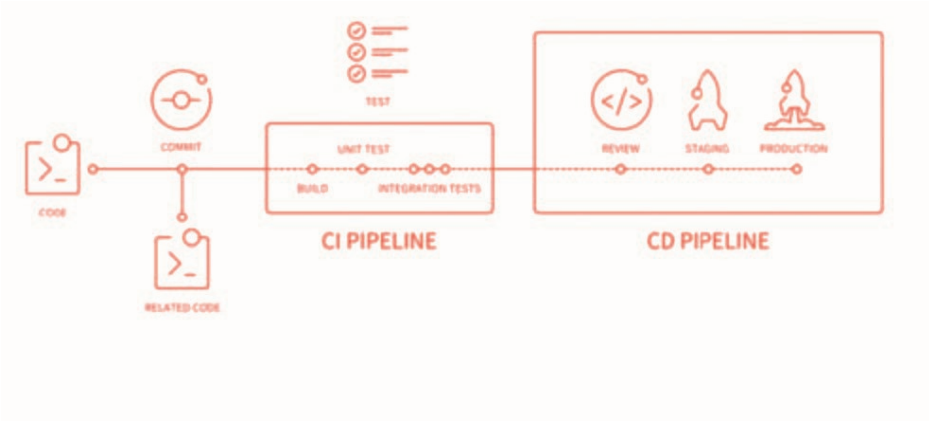 TEST
COMMIT
UNIT TEST
REVIEW
STAGING
PRODUCTION
BUILD
INTEGRATION TESTS
CODE
CI PIPELINE
CD PIPELINE
RELATED CODE